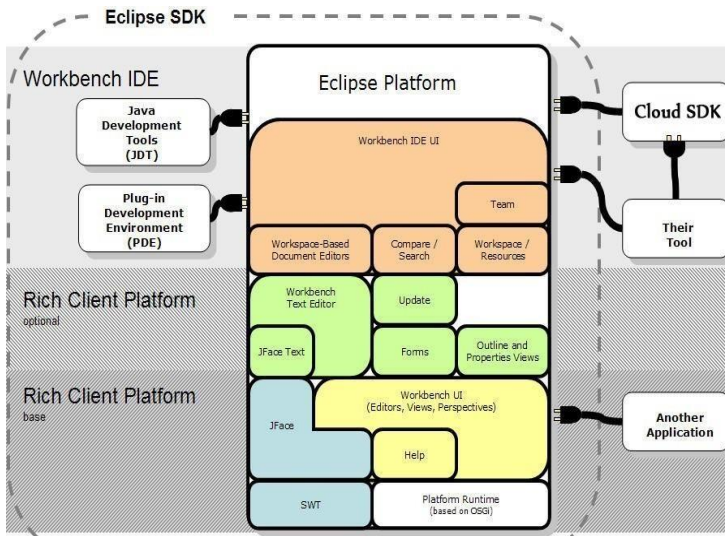 Eclipse SDK
Workbench IDE
Eclipse Platform
Java
Development
Tools
(JDT)
Cloud SDK
Workbench IDE UI
Plug-in
Development
Environment
(PDE)
Team
Their
Tool
Workspace-Based
Document Editors
Compare /
Search
Workspace /
Resources
Rich Client Platform
optional
Workbench
Text Editor
Update
JFace Text
Forms
Outline and
Properties Views
Rich Client Platform
base
Workbench UI
(Editors, Views, Perspectives)
JFace
Another
Application
Help
SWT
Platform Runtime
(based on OSGi)